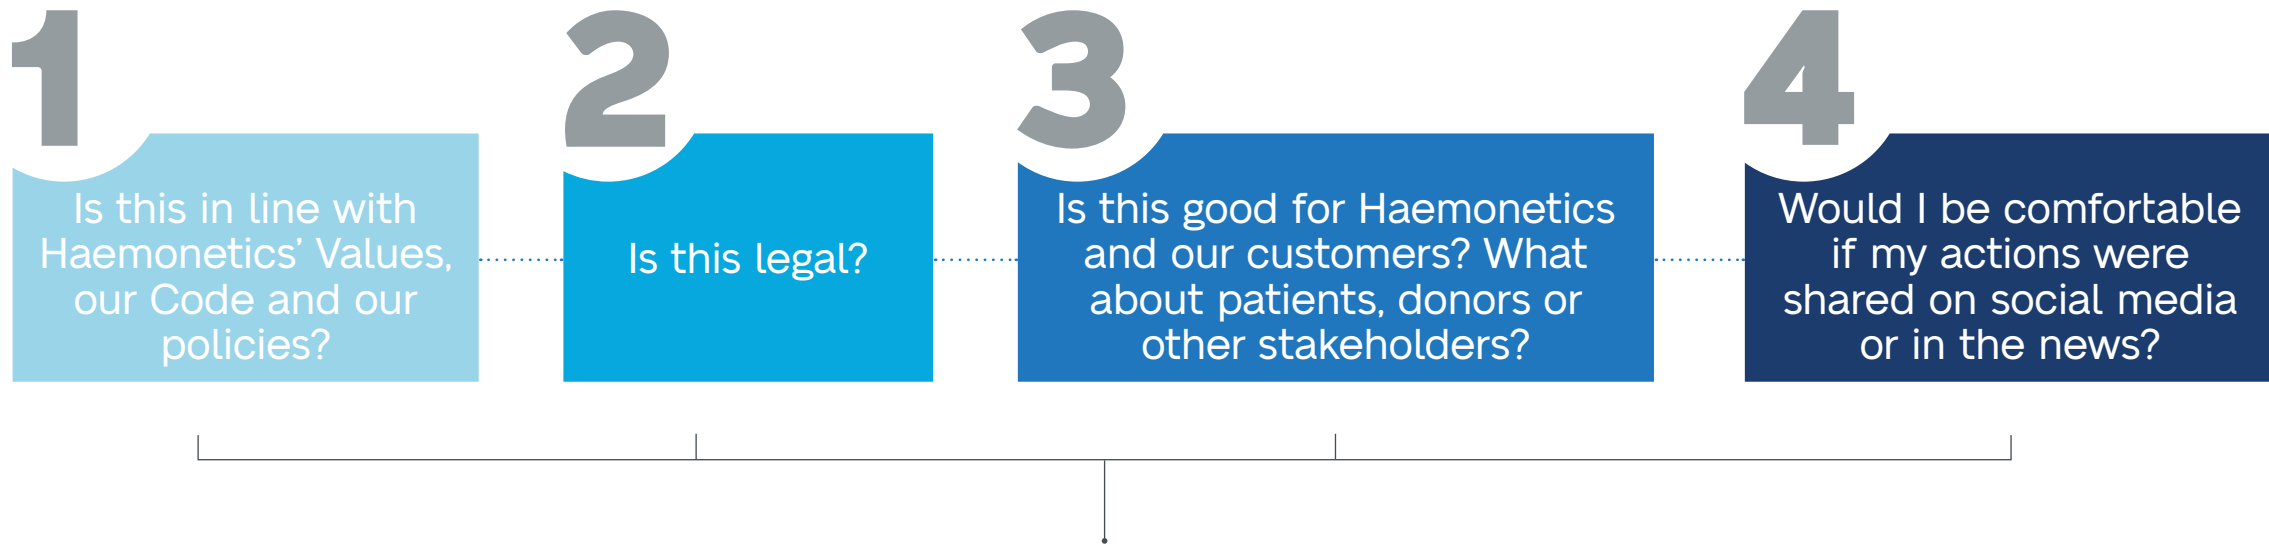 1
Is this in line with
Haemonetics’ Values,
our Code and our
policies?
2
Is this legal?
3
Is this good for Haemonetics
and our customers? What
about patients, donors or
other stakeholders?
4
Would I be comfortable
if my actions were
shared on social media
or in the news?